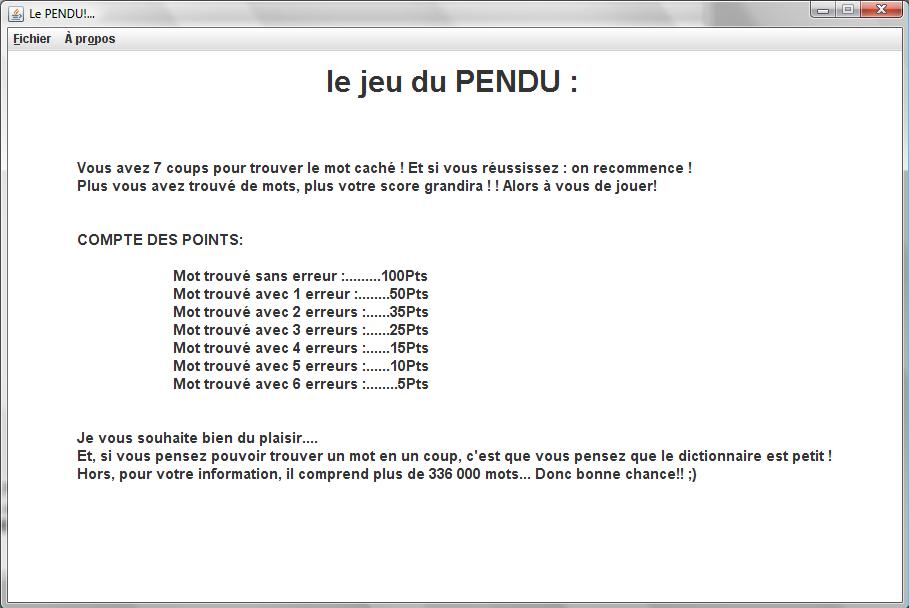 Le PENDU!...
Fichier À propos
le jeu du PENDU :
Vous avez 7 coups pour trouver le mot caché ! Et si vous réussissez : on recommence !
Plus vous avez trouvé de mots, plus votre score grandira ! ! Alors à vous de jouer!
COMPTE DES POINTS:
Mot trouvé sans erreur :.........100Pts
Mot trouvé avec 1 erreur :........50Pts
Mot trouvé avec 2 erreurs :......35Pts
Mot trouvé avec 3 erreurs :......25Pts
Mot trouvé avec 4 erreurs :......15Pts
Mot trouvé avec 5 erreurs :......10Pts
Mot trouvé avec 6 erreurs :........5Pts
Je vous souhaite bien du plaisir....
Et, si vous pensez pouvoir trouver un mot en un coup, c'est que vous pensez que le dictionnaire est petit !
Hors, pour votre information, il comprend plus de 336 000 mots... Donc bonne chance!! ;)